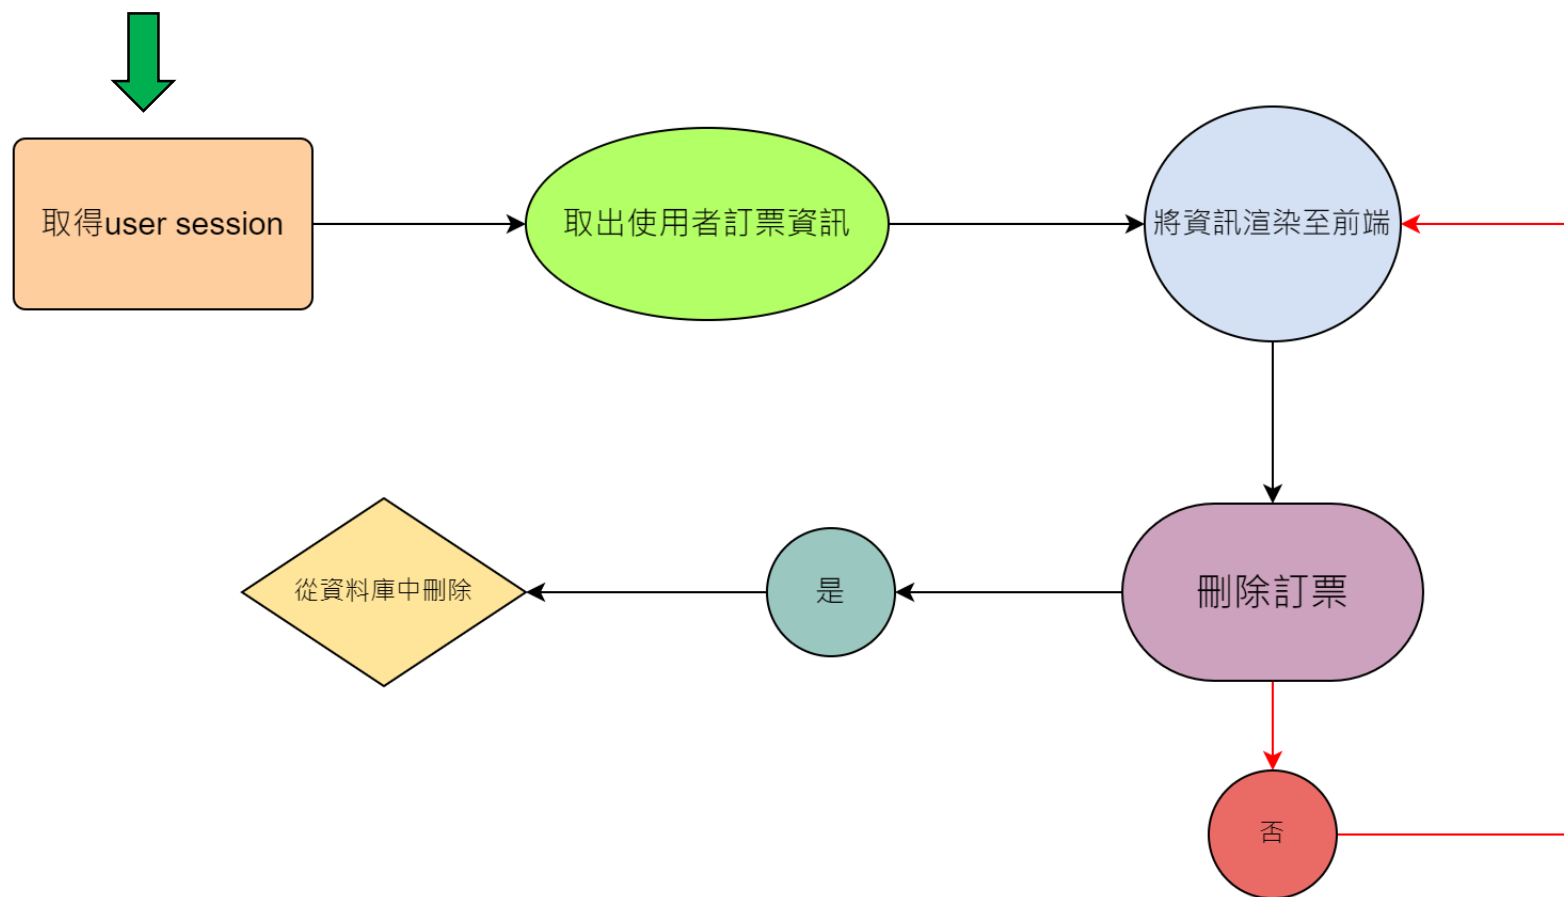 取得user session
取出使用者訂票資訊
將資訊渲染至前端
從資料庫中刪除
是
刪除訂票
否